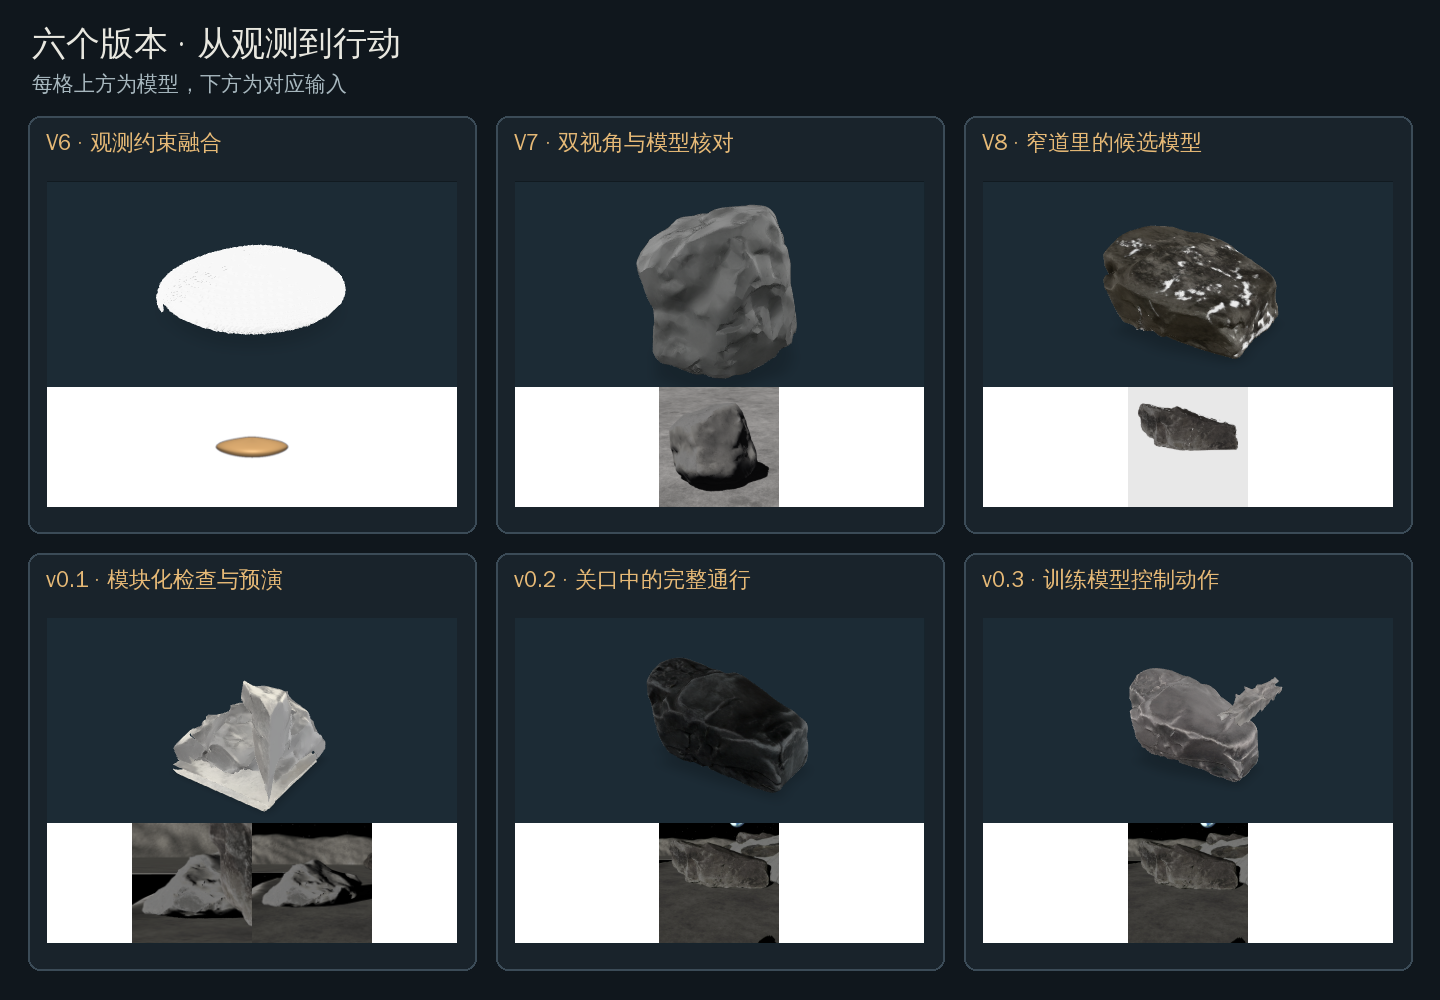 六个版本 · 从观测到行动
每格上方为模型，下方为对应输入
V6 · 观测约束融合
V7 · 双视角与模型核对
V8 · 窄道里的候选模型
v0.1 · 模块化检查与预演
v0.2 · 关口中的完整通行
v0.3 · 训练模型控制动作